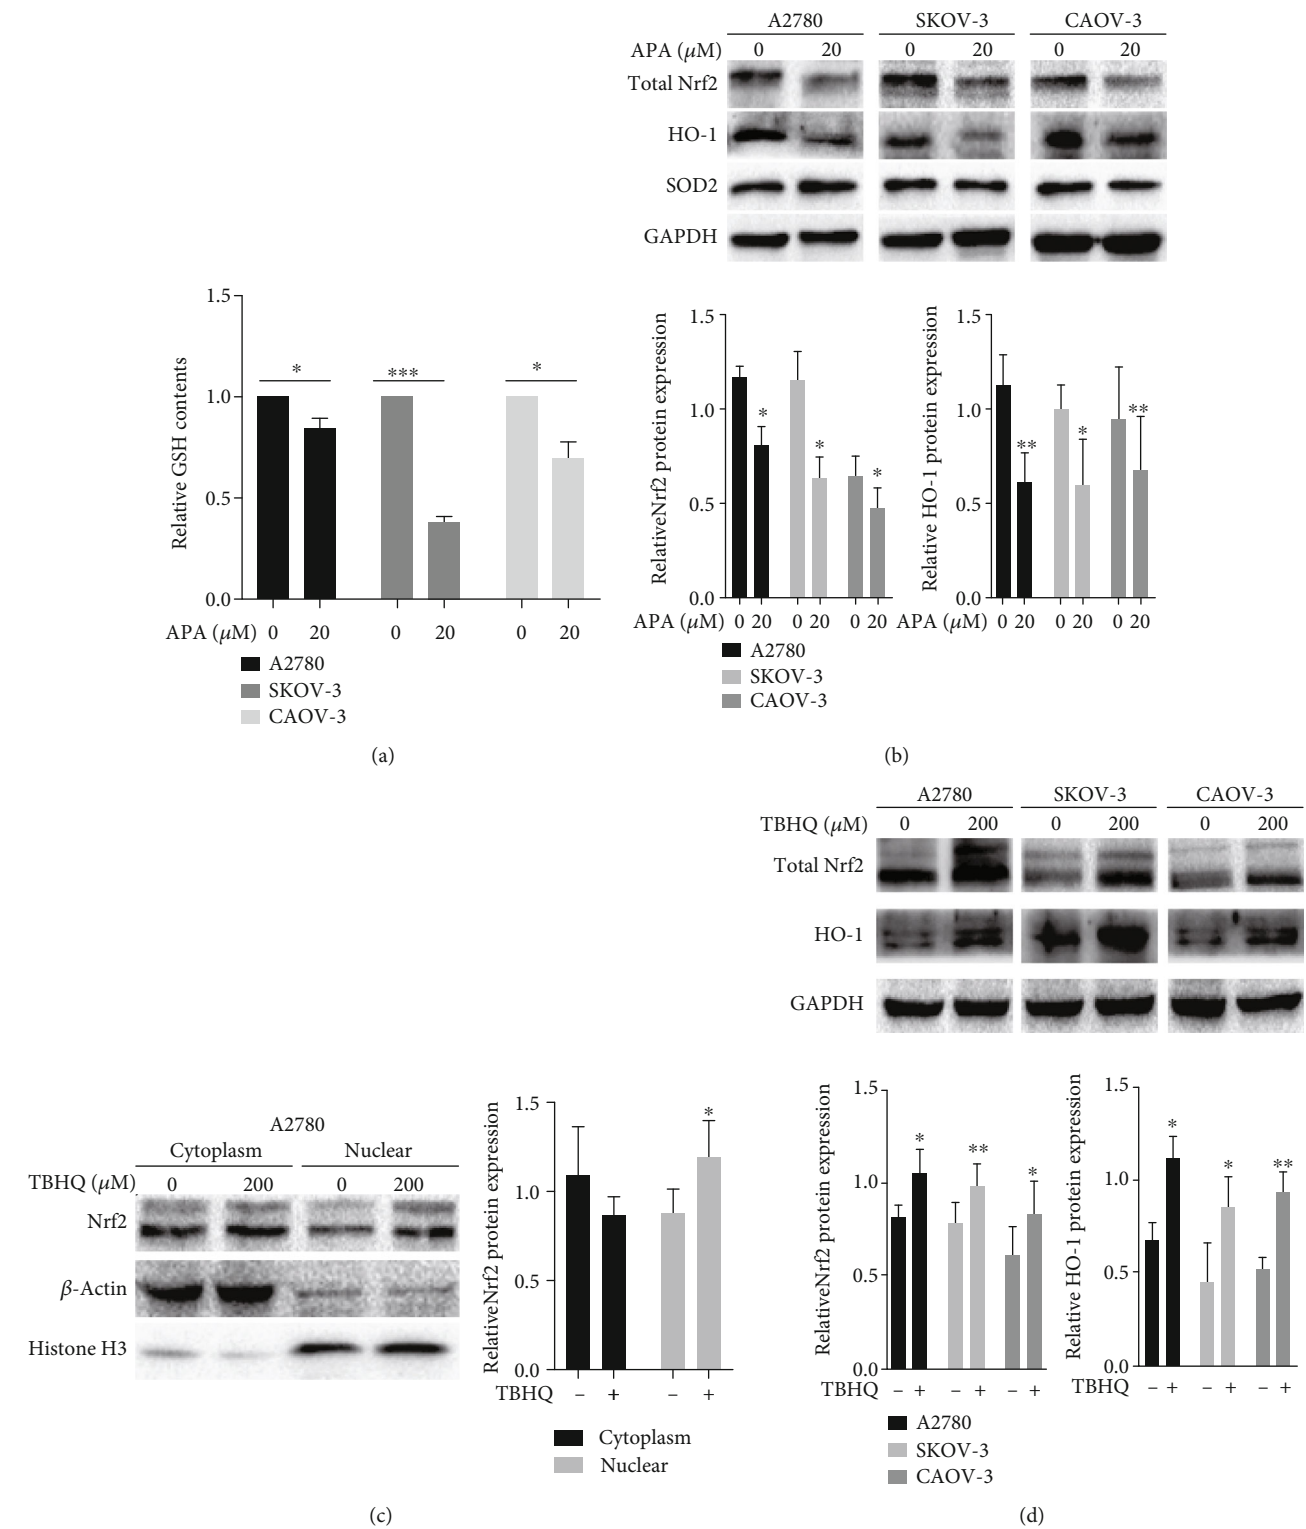 A2780 SKOV-3 CAOV-3
APA (μM) 0 20 0 20 0 20
Total Nrf2
HO-1
SOD2
GAPDH
Relative GSH contents
1.5
1.0
0.5
0.0
* *** *
APA (μM) 0 20 0 20 0 20
A2780
SKOV-3
CAOV-3
(a)
RelativeNrf2 protein expression
1.5
1.0
0.5
0.0
* * *
APA (μM) 0 20 0 20 0 20
Relative HO-1 protein expression
1.5
1.0
0.5
0.0
** * **
APA (μM) 0 20 0 20 0 20
A2780
SKOV-3
CAOV-3
(b)
A2780
Cytoplasm Nuclear
TBHQ (μM) 0 200 0 200
Nrf2
β-Actin
Histone H3
RelativeNrf2 protein expression
1.5
1.0
0.5
0.0
*
TBHQ – + – +
Cytoplasm
Nuclear
(c)
A2780 SKOV-3 CAOV-3
TBHQ (μM) 0 200 0 200 0 200
Total Nrf2
HO-1
GAPDH
RelativeNrf2 protein expression
1.5
1.0
0.5
0.0
* ** *
TBHQ – + – + – +
Relative HO-1 protein expression
1.5
1.0
0.5
0.0
* * **
TBHQ – + – + – +
A2780
SKOV-3
CAOV-3
(d)